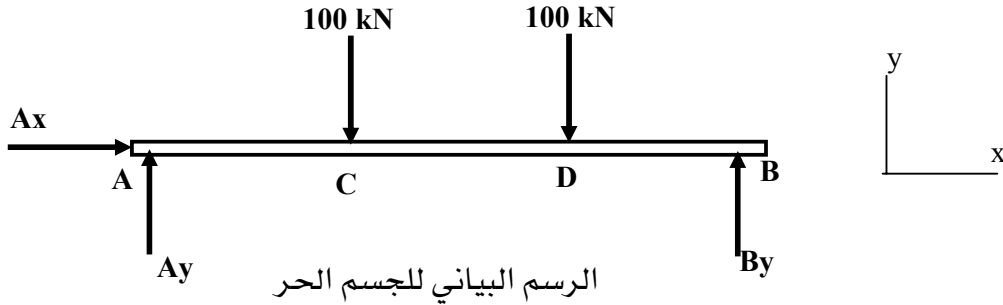 100 kN 100 kN
y
Ax
x
A C D B
Ay By
الرسم البياني للجسم الحر